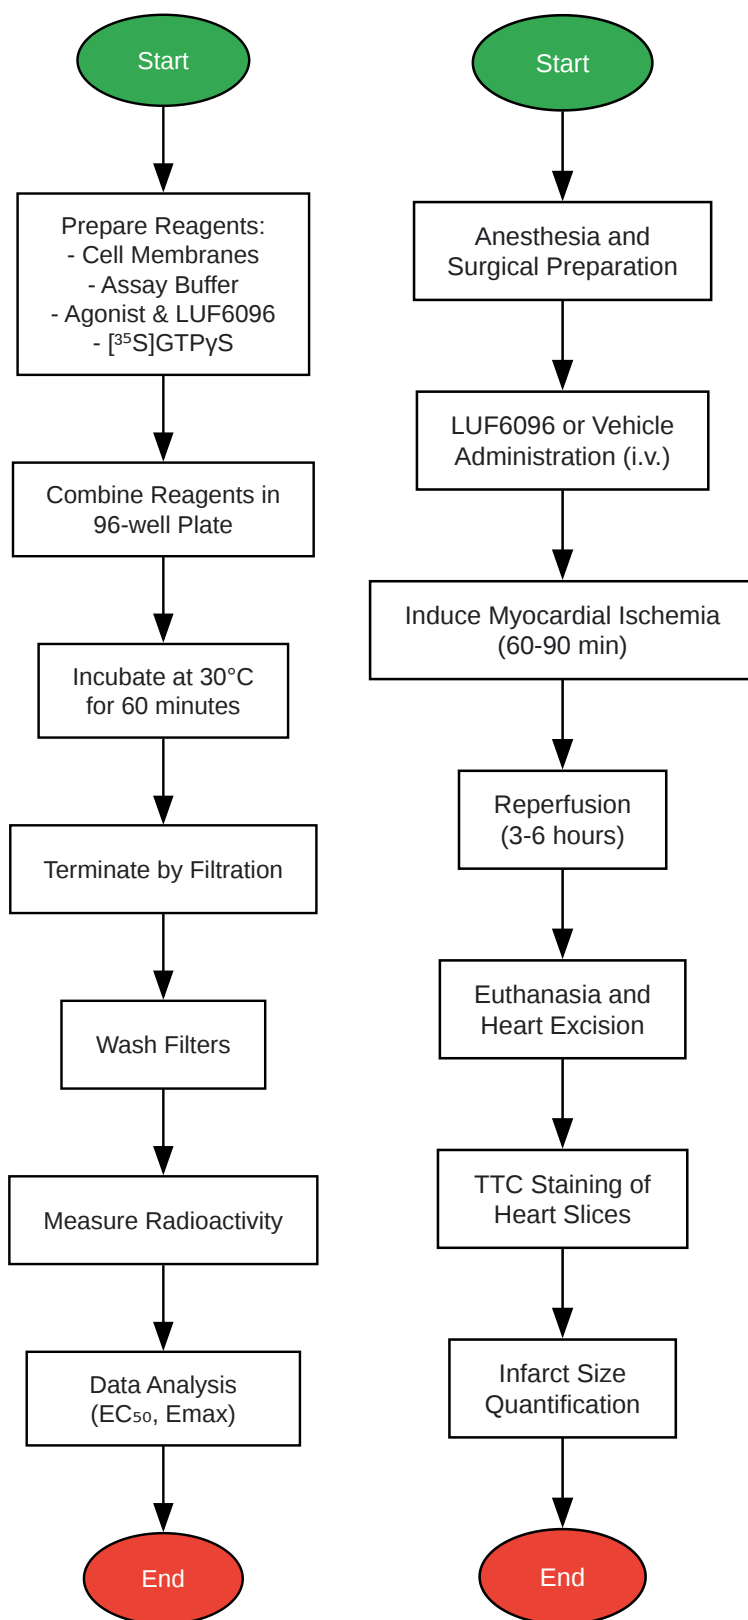 Start
Prepare Reagents:
- Cell Membranes
- Assay Buffer
- Agonist & LUF6096
- [³⁵S]GTPγS
Combine Reagents in
96-well Plate
Incubate at 30°C
for 60 minutes
Terminate by Filtration
Wash Filters
Measure Radioactivity
Data Analysis
(EC₅₀, Emax)
End
Start
Anesthesia and
Surgical Preparation
LUF6096 or Vehicle
Administration (i.v.)
Induce Myocardial Ischemia
(60-90 min)
Reperfusion
(3-6 hours)
Euthanasia and
Heart Excision
TTC Staining of
Heart Slices
Infarct Size
Quantification
End